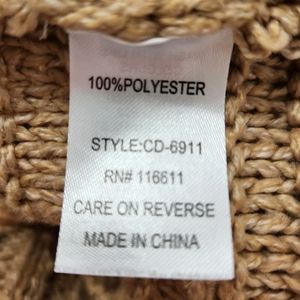 100%POLYESTER
STYLE:CD-6911
RN# 116611
CARE ON REVERSE
MADE IN CHINA